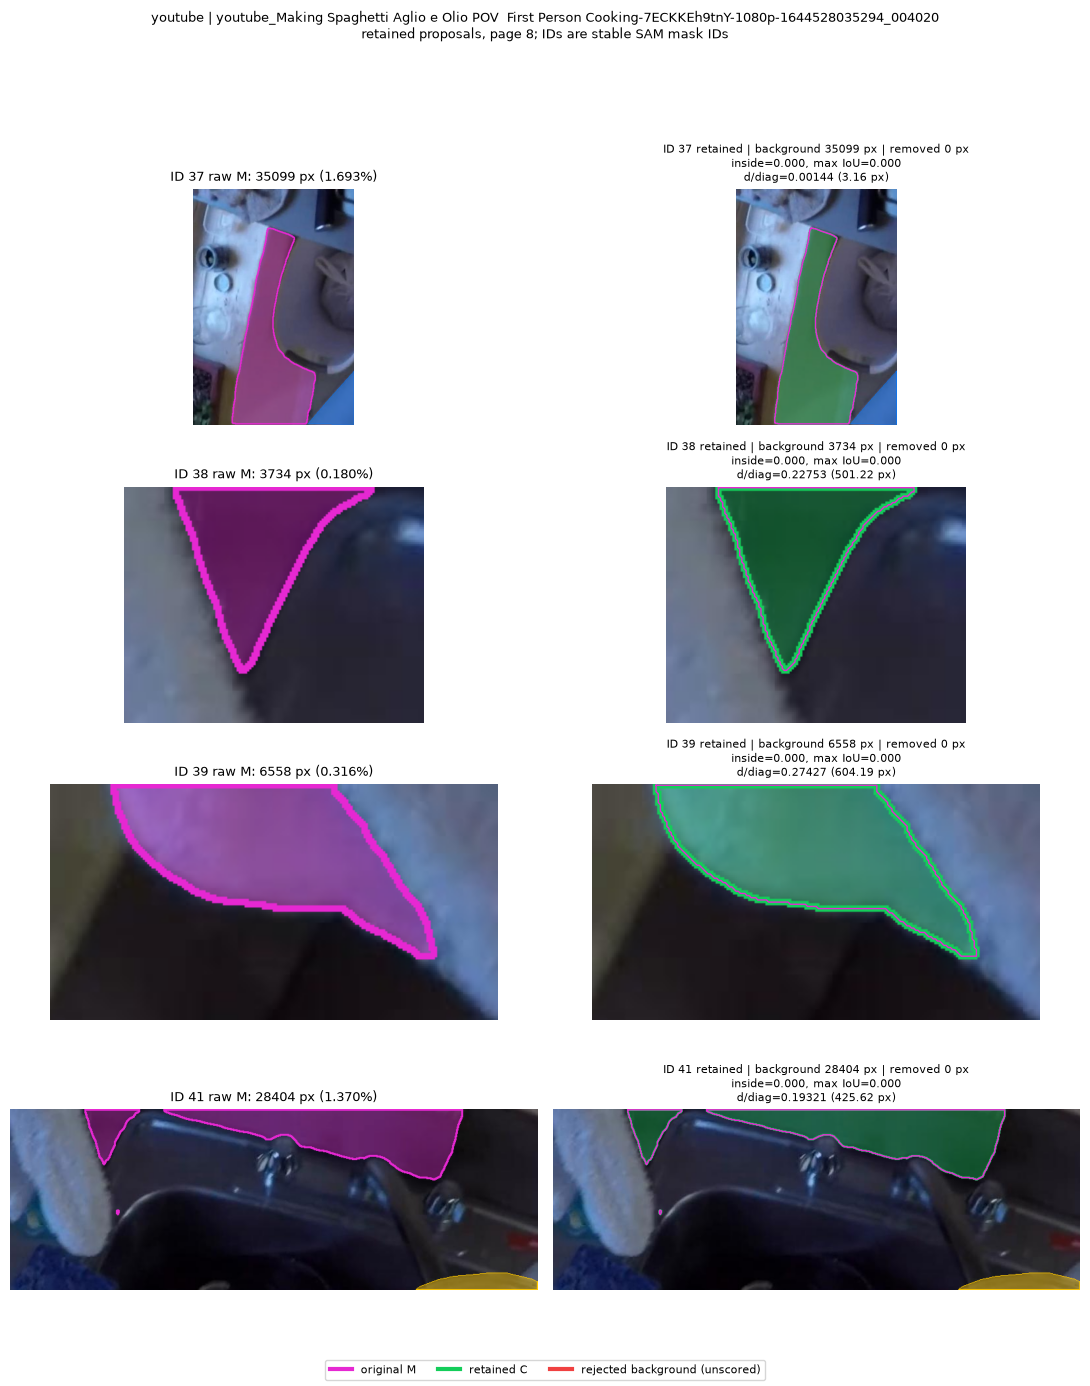 youtube | youtube_Making Spaghetti Aglio e Olio POV  First Person Cooking-7ECKKEh9tnY-1080p-1644528035294_004020
retained proposals, page 8; IDs are stable SAM mask IDs
ID 37 raw M: 35099 px (1.693%)
ID 37 retained | background 35099 px | removed 0 px
inside=0.000, max IoU=0.000
d/diag=0.00144 (3.16 px)
ID 38 raw M: 3734 px (0.180%)
ID 38 retained | background 3734 px | removed 0 px
inside=0.000, max IoU=0.000
d/diag=0.22753 (501.22 px)
ID 39 raw M: 6558 px (0.316%)
ID 39 retained | background 6558 px | removed 0 px
inside=0.000, max IoU=0.000
d/diag=0.27427 (604.19 px)
ID 41 raw M: 28404 px (1.370%)
ID 41 retained | background 28404 px | removed 0 px
inside=0.000, max IoU=0.000
d/diag=0.19321 (425.62 px)
original M
retained C
rejected background (unscored)